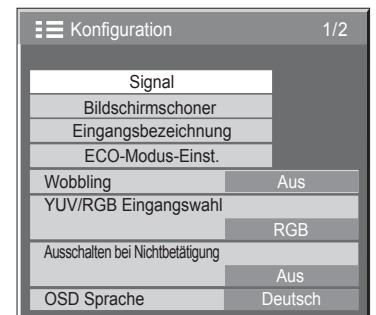 Konfiguration 1/2
Signal
Bildschirmschoner
Eingangsbezeichnung
ECO-Modus-Einst.
Wobbling Aus
YUV/RGB Eingangswahl
RGB
Ausschalten bei Nichtbetätigung
Aus
OSD Sprache Deutsch